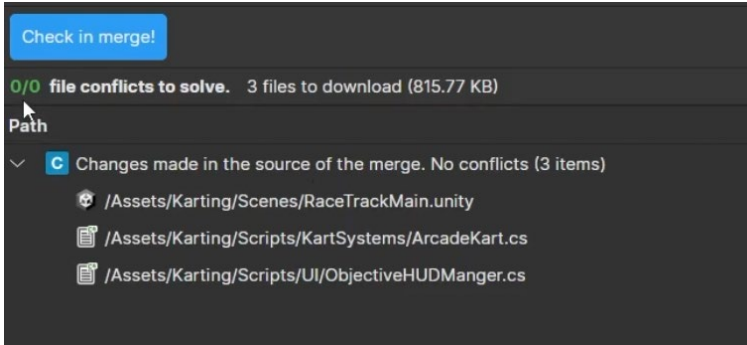 Check in merge!
0/0 file conflicts to solve. 3 files to download (815.77 KB)
Path
C Changes made in the source of the merge. No conflicts (3 items)
/Assets/Karting/Scenes/RaceTrackMain.unity
/Assets/Karting/Scripts/KartSystems/ArcadeKart.cs
/Assets/Karting/Scripts/UI/ObjectiveHUDManger.cs